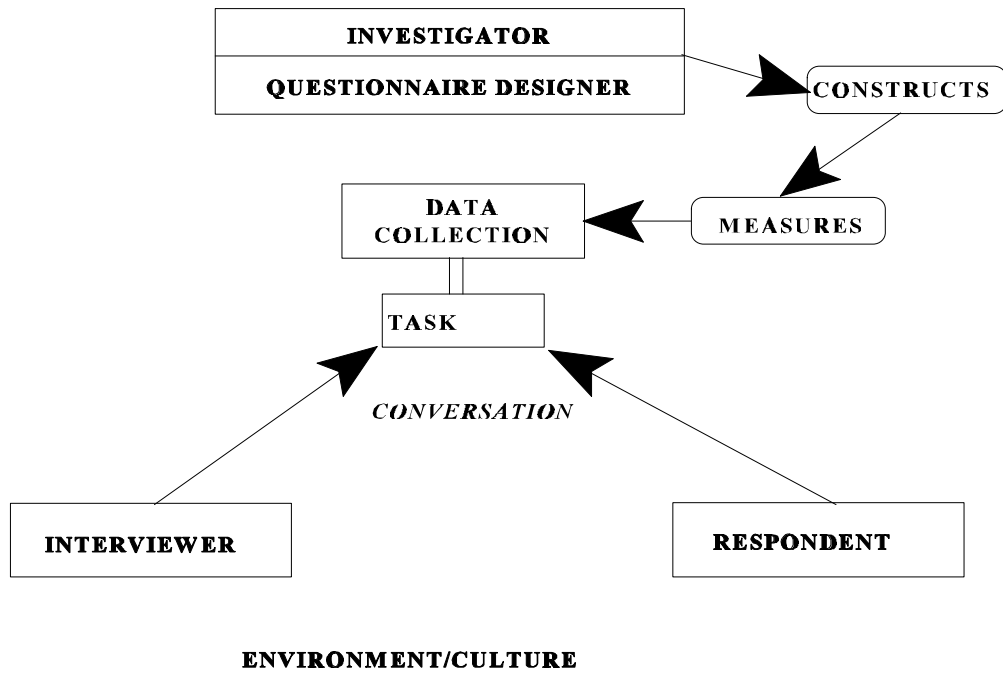 INVESTIGATOR
QUESTIONNAIRE DESIGNER
CONSTRUCTS
DATA
COLLECTION
MEASURES
TASK
CONVERSATION
INTERVIEWER
RESPONDENT
ENVIRONMENT/CULTURE